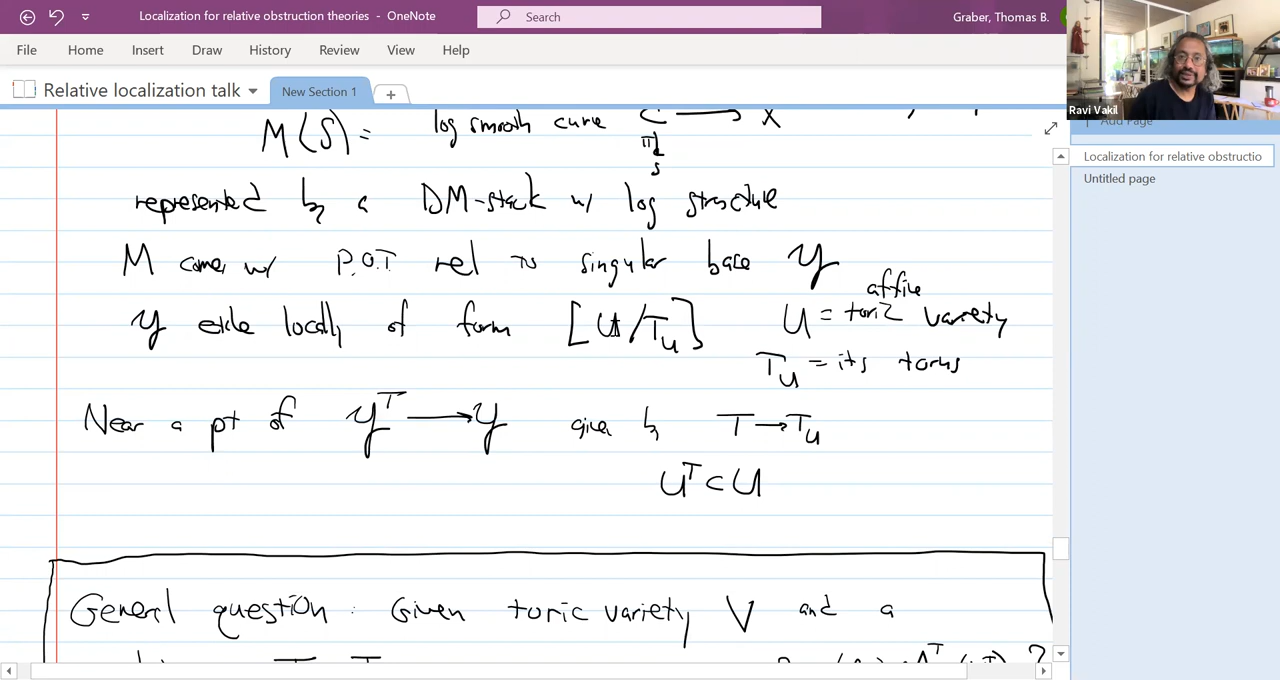 Localization for relative obstruction theories - OneNote
Search
Graber, Thomas B.
File Home Insert Draw History Review View Help
Relative localization talk
New Section 1
Ravi Vakil
Add Page
Localization for relative obstructio
Untitled page
M(S) = log smooth curve C → X
π↓
S
represented by a DM-stack w/ log structure
M comes w/ P.O.T rel to singular base Y
Y etale locally of form [U/T_U] U = affine toric variety
T_U = its torus
Near a pt of Y^T → Y given by T → T_U
U^T ⊂ U
General question: Given toric variety V and a